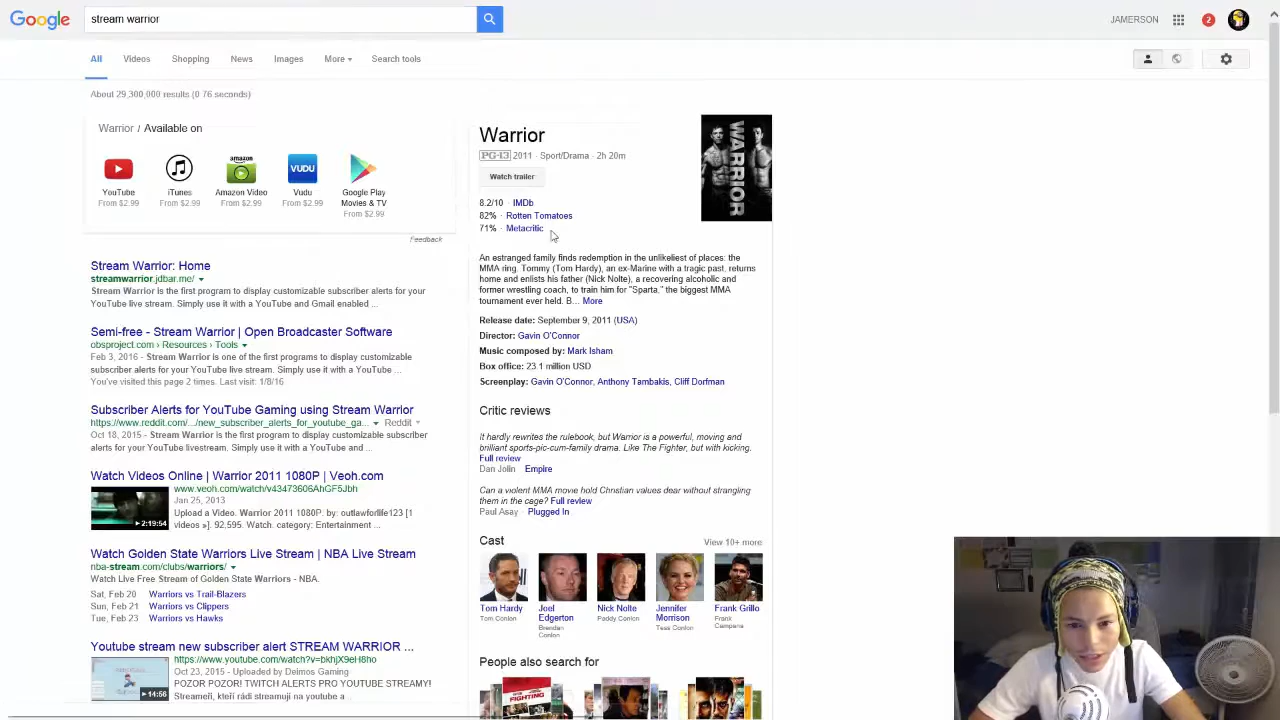 Google
stream warrior
JAMERSON
2
All
Videos
Shopping
News
Images
More
Search tools
About 29,300,000 results (0.76 seconds)
Warrior / Available on
YouTube
From $2.99
iTunes
From $2.99
amazon
Amazon Video
From $2.99
VUDU
Vudu
From $2.99
Google Play
Movies & TV
From $2.99
Feedback
Stream Warrior: Home
streamwarrior.jdbar.me/
Stream Warrior is the first program to display customizable subscriber alerts for your
YouTube live stream. Simply use it with a YouTube and Gmail enabled ...
Semi-free - Stream Warrior | Open Broadcaster Software
obsproject.com › Resources › Tools
Feb 3, 2016 - Stream Warrior is one of the first programs to display customizable
subscriber alerts for your YouTube live stream. Simply use it with a YouTube ...
You've visited this page 2 times. Last visit: 1/8/16
Subscriber Alerts for YouTube Gaming using Stream Warrior
https://www.reddit.com/.../new_subscriber_alerts_for_youtube_ga...
Reddit
Oct 18, 2015 - Stream Warrior is the first program to display customizable subscriber
alerts for your YouTube livestream. Simply use it with a YouTube and ...
Watch Videos Online | Warrior 2011 1080P | Veoh.com
www.veoh.com/watch/v43473606AhGF5Jbh
Jan 25, 2013
Upload a Video. Warrior 2011 1080P. by: outlawforlife123 [1
videos »]. 92,595. Watch. category: Entertainment ...
2:19:54
Watch Golden State Warriors Live Stream | NBA Live Stream
nba-stream.com/clubs/warriors/
Watch Live Free Stream of Golden State Warriors - NBA.
Sat, Feb 20 Warriors vs Trail-Blazers
Sun, Feb 21 Warriors vs Clippers
Tue, Feb 23 Warriors vs Hawks
Youtube stream new subscriber alert STREAM WARRIOR ...
https://www.youtube.com/watch?v=bkhjX9eH8ho
Oct 23, 2015 - Uploaded by Deimos Gaming
POZOR POZOR! TWITCH ALERTS PRO YOUTUBE STREAMY!
Streameři, kteří rádi streamují na youtube a
14:56
Warrior
PG-13 2011 · Sport/Drama · 2h 20m
Watch trailer
WARRIOR
8.2/10 · IMDb
82% · Rotten Tomatoes
71% · Metacritic
An estranged family finds redemption in the unlikeliest of places: the
MMA ring. Tommy (Tom Hardy), an ex-Marine with a tragic past, returns
home and enlists his father (Nick Nolte), a recovering alcoholic and
former wrestling coach, to train him for "Sparta," the biggest MMA
tournament ever held. B... More
Release date: September 9, 2011 (USA)
Director: Gavin O'Connor
Music composed by: Mark Isham
Box office: 23.1 million USD
Screenplay: Gavin O'Connor, Anthony Tambakis, Cliff Dorfman
Critic reviews
It hardly rewrites the rulebook, but Warrior is a powerful, moving and
brilliant sports-pic-cum-family drama. Like The Fighter, but with kicking.
Full review
Dan Jolin Empire
Can a violent MMA movie hold Christian values dear without strangling
them in the cage? Full review
Paul Asay · Plugged In
Cast
View 10+ more
Tom Hardy
Tom Conlon
Joel
Edgerton
Brendan
Conlon
Nick Nolte
Paddy Conlon
Jennifer
Morrison
Tess Conlon
Frank Grillo
Frank
Campana
People also search for
FIGHTING